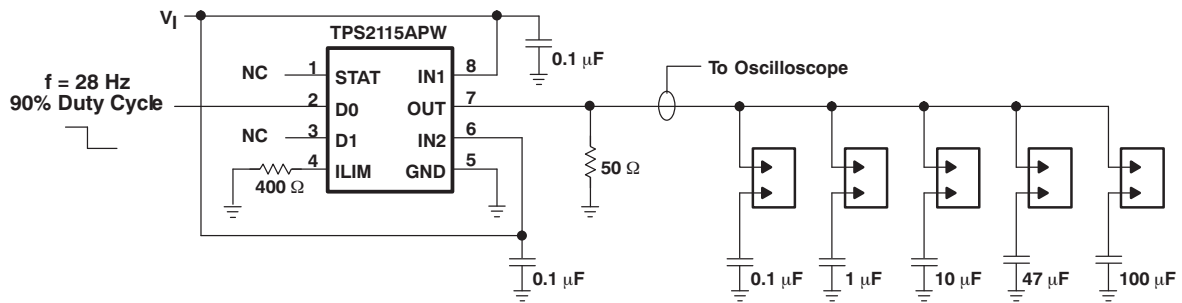 V_I
TPS2115APW
0.1 μF
f = 28 Hz
90% Duty Cycle
NC
1
STAT
IN1
8
2
D0
OUT
7
To Oscilloscope
NC
3
D1
IN2
6
4
ILIM
GND
5
400 Ω
50 Ω
0.1 μF
0.1 μF
1 μF
10 μF
47 μF
100 μF